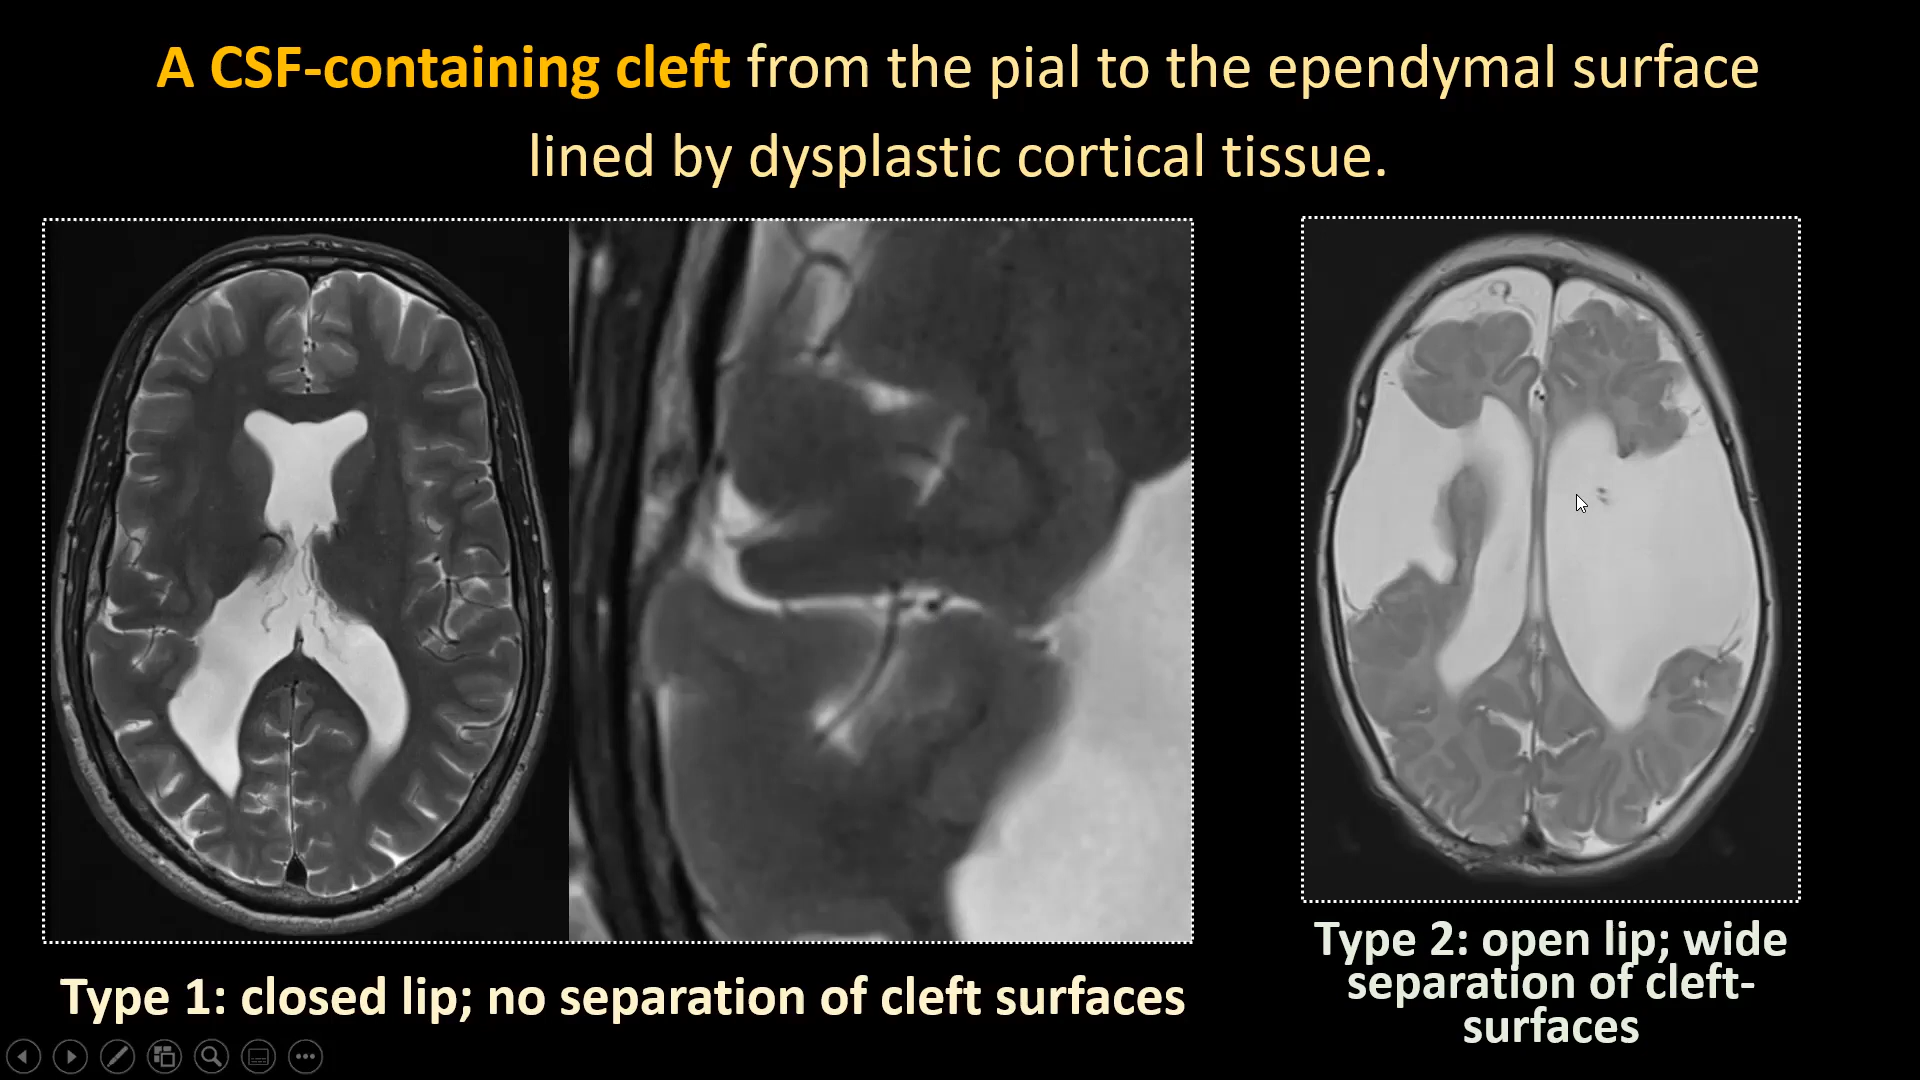 A CSF-containing cleft from the pial to the ependymal surface
lined by dysplastic cortical tissue.
Type 1: closed lip; no separation of cleft surfaces
Type 2: open lip; wide
separation of cleft-
surfaces